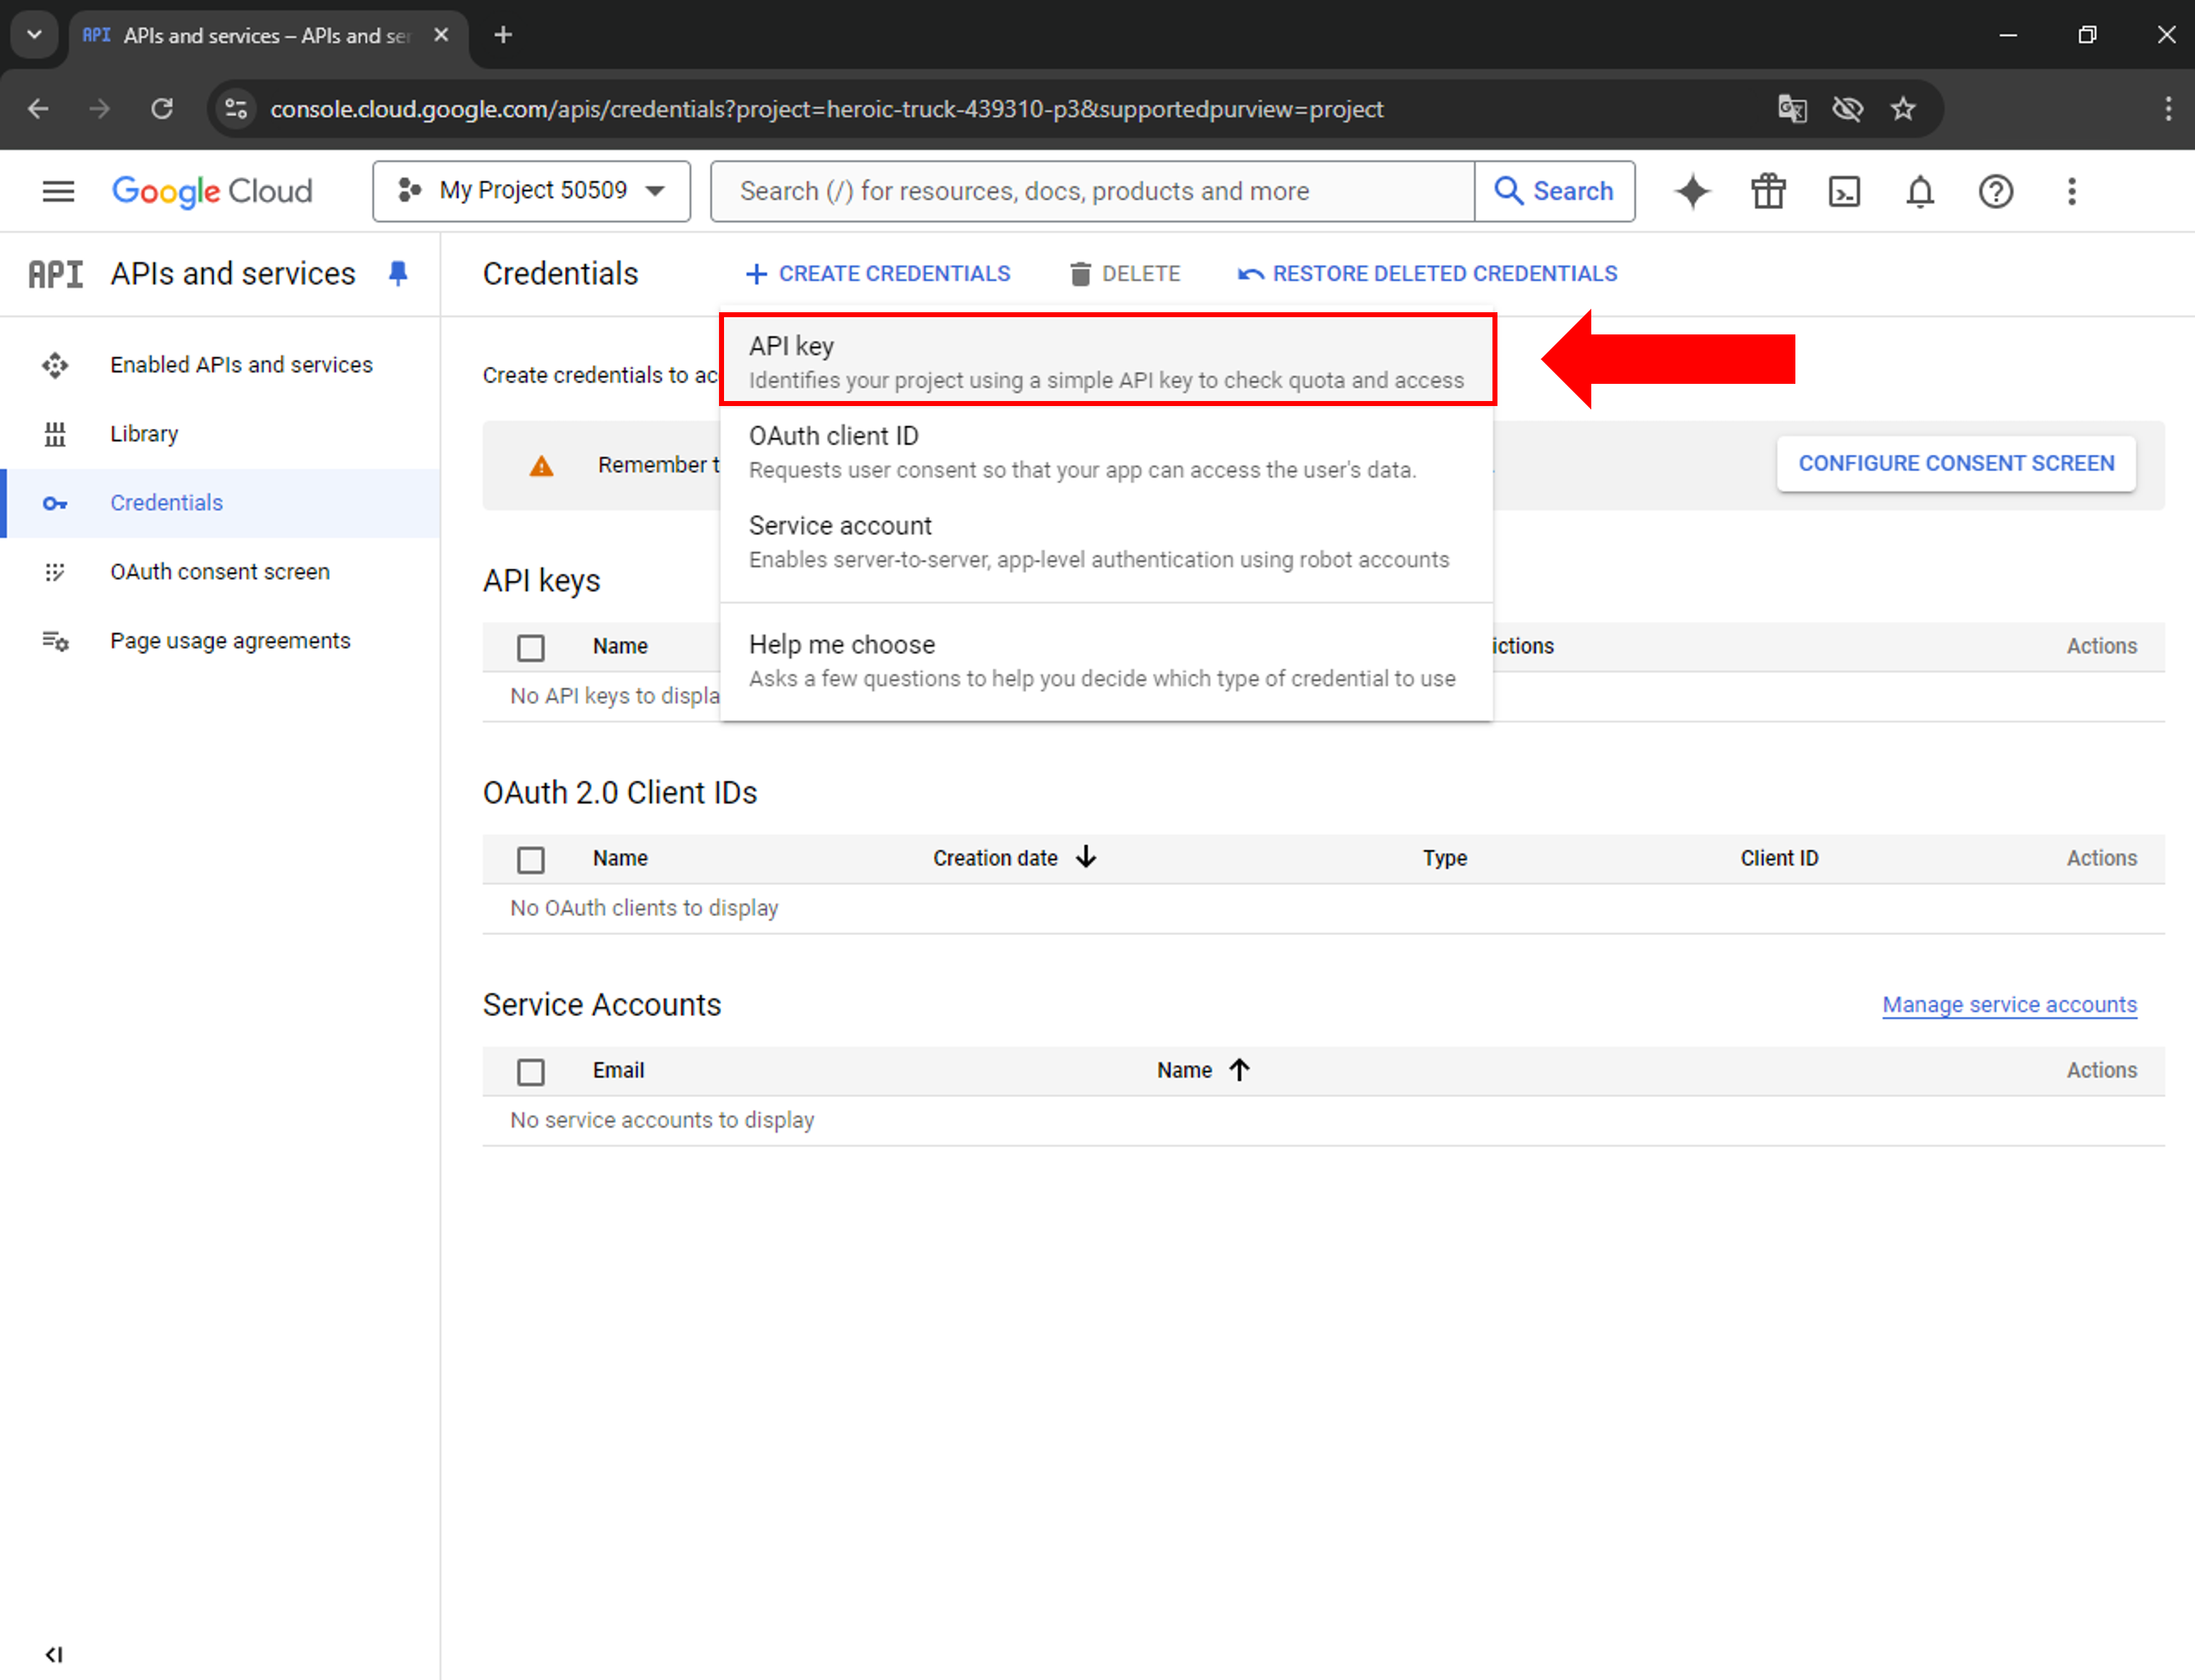 API APIs and services – APIs and ser
console.cloud.google.com/apis/credentials?project=heroic-truck-439310-p3&supportedpurview=project
Google Cloud
My Project 50509
Search (/) for resources, docs, products and more
Search
API APIs and services
Credentials
CREATE CREDENTIALS
DELETE
RESTORE DELETED CREDENTIALS
Enabled APIs and services
Library
Credentials
OAuth consent screen
Page usage agreements
Create credentials to ac
API key
Identifies your project using a simple API key to check quota and access
OAuth client ID
Requests user consent so that your app can access the user's data.
Service account
Enables server-to-server, app-level authentication using robot accounts
Help me choose
Asks a few questions to help you decide which type of credential to use
Remember t
CONFIGURE CONSENT SCREEN
API keys
Name ictions Actions
No API keys to displa
OAuth 2.0 Client IDs
Name Creation date Type Client ID Actions
No OAuth clients to display
Service Accounts
Manage service accounts
Email Name Actions
No service accounts to display